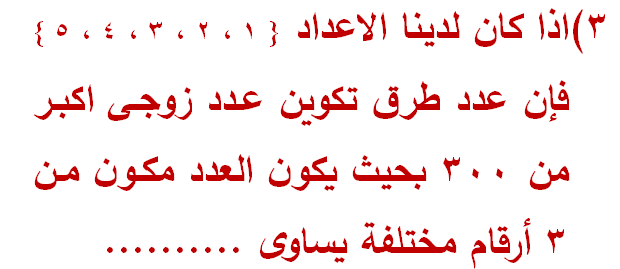 ٣)اذا كان لدينا الاعداد { ١ ، ٢ ، ٣ ، ٤ ، ٥ }
فإن عدد طرق تكوين عدد زوجى اكبر
من ٣٠٠ بحيث يكون العدد مكون من
٣ أرقام مختلفة يساوى ..........